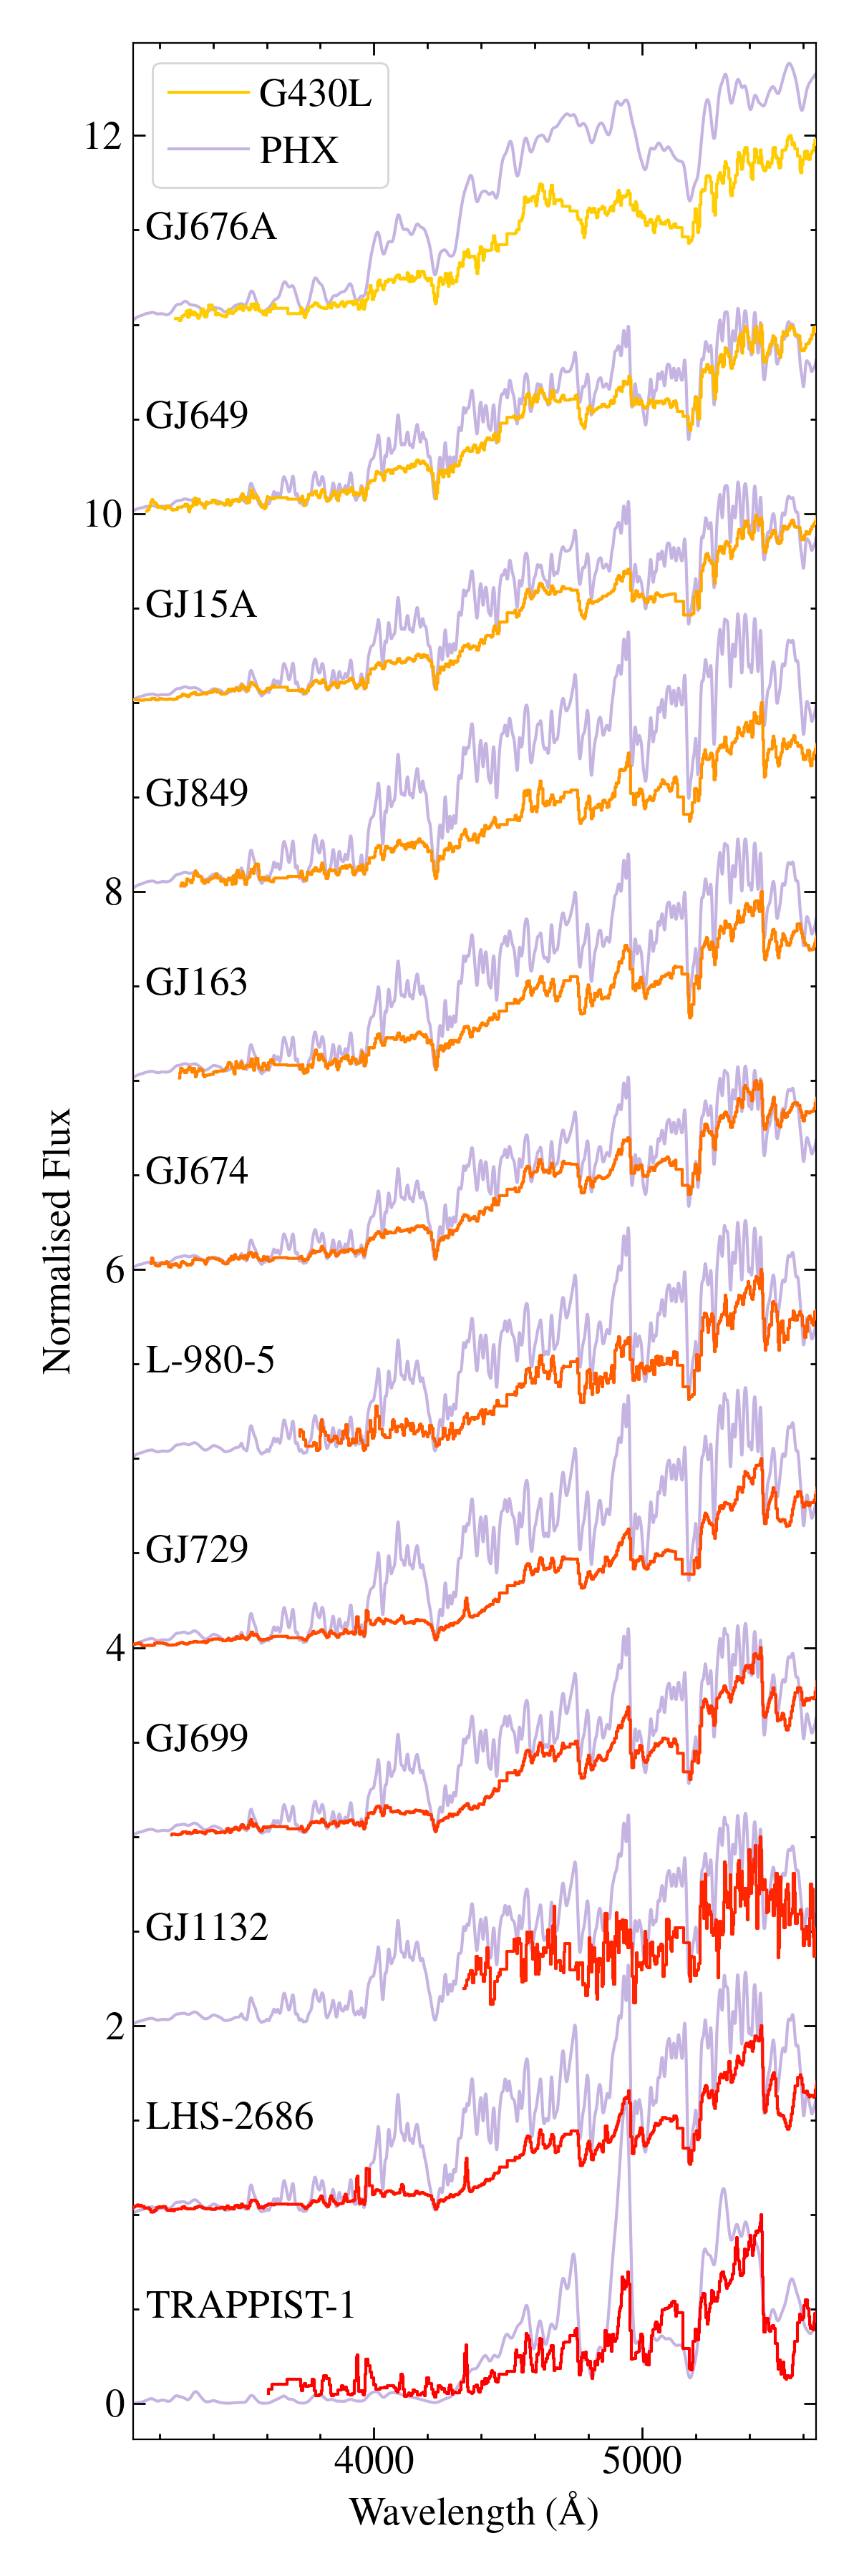 G430L
PHX
12
GJ676A
GJ649
10
GJ15A
GJ849
8
GJ163
GJ674
6
L-980-5
GJ729
4
GJ699
GJ1132
2
LHS-2686
TRAPPIST-1
0
Normalised Flux
4000 5000
Wavelength (Å)